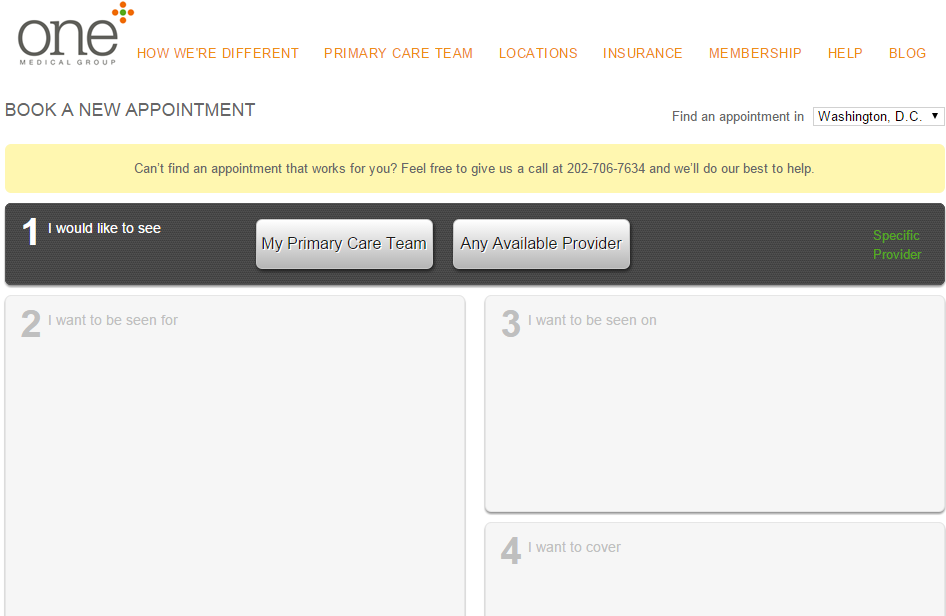 one
MEDICAL GROUP
HOW WE'RE DIFFERENT PRIMARY CARE TEAM LOCATIONS INSURANCE MEMBERSHIP HELP BLOG
BOOK A NEW APPOINTMENT
Find an appointment in Washington, D.C.
Can't find an appointment that works for you? Feel free to give us a call at 202-706-7634 and we'll do our best to help.
1 I would like to see
My Primary Care Team
Any Available Provider
Specific
Provider
2 I want to be seen for
3 I want to be seen on
4 I want to cover